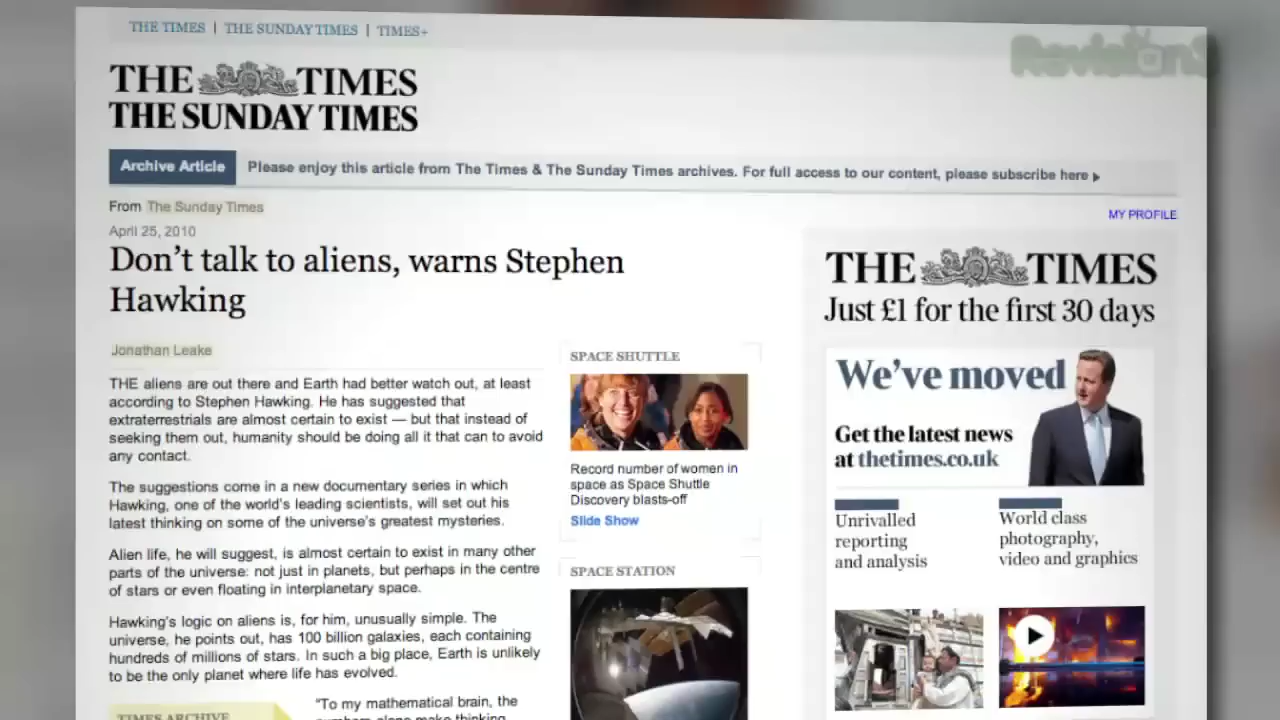 THE TIMES | THE SUNDAY TIMES | TIMES+
Revision3
THE TIMES
THE SUNDAY TIMES
Archive Article
Please enjoy this article from The Times & The Sunday Times archives. For full access to our content, please subscribe here
From The Sunday Times
MY PROFILE
April 25, 2010
Don't talk to aliens, warns Stephen
Hawking
Jonathan Leake
THE aliens are out there and Earth had better watch out, at least
according to Stephen Hawking. He has suggested that
extraterrestrials are almost certain to exist — but that instead of
seeking them out, humanity should be doing all it that can to avoid
any contact.
The suggestions come in a new documentary series in which
Hawking, one of the world's leading scientists, will set out his
latest thinking on some of the universe's greatest mysteries.
Alien life, he will suggest, is almost certain to exist in many other
parts of the universe: not just in planets, but perhaps in the centre
of stars or even floating in interplanetary space.
Hawking's logic on aliens is, for him, unusually simple. The
universe, he points out, has 100 billion galaxies, each containing
hundreds of millions of stars. In such a big place, Earth is unlikely
to be the only planet where life has evolved.
TIMES ARCHIVE
"To my mathematical brain, the
numbers alone make thinking
SPACE SHUTTLE
Record number of women in
space as Space Shuttle
Discovery blasts-off
Slide Show
SPACE STATION
THE TIMES
Just £1 for the first 30 days
We've moved
Get the latest news
at thetimes.co.uk
Unrivalled
reporting
and analysis
World class
photography,
video and graphics